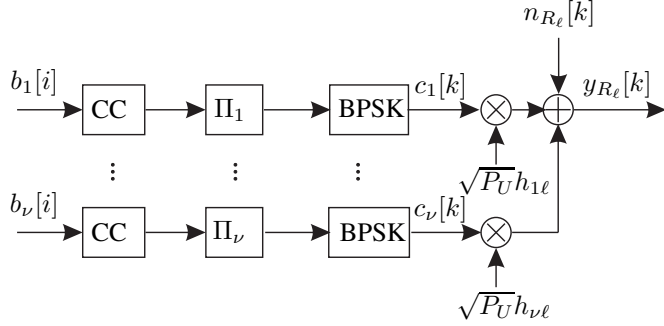 n_{R_ℓ}[k]
b_1[i] CC Π_1 BPSK c_1[k] × + y_{R_ℓ}[k]
⋮ ⋮ ⋮ √P_U h_{1ℓ}
b_ν[i] CC Π_ν BPSK c_ν[k] ×
√P_U h_{νℓ}